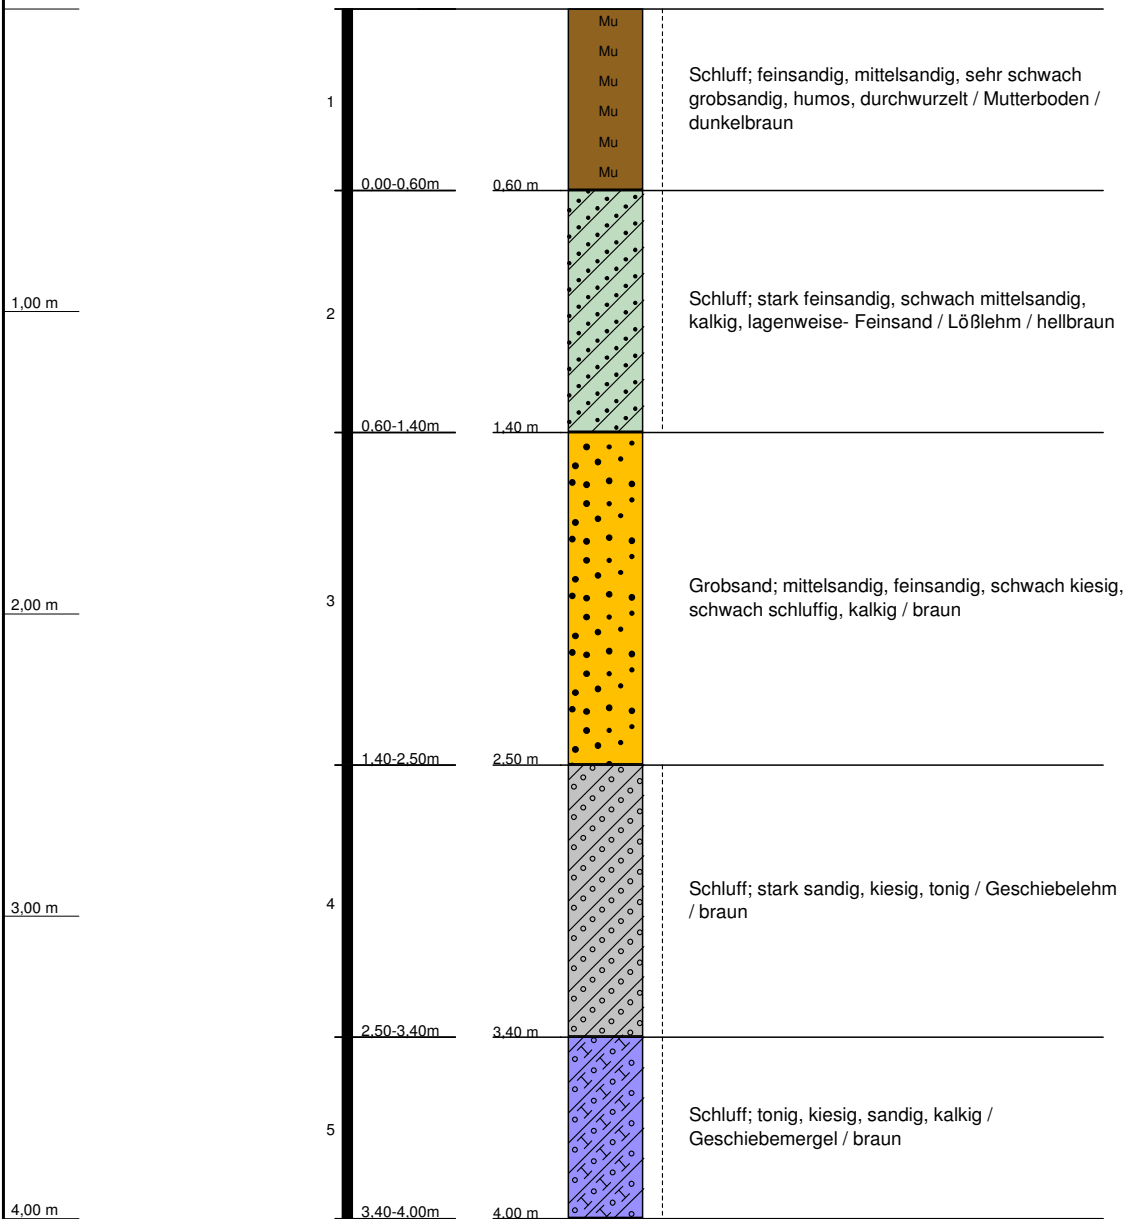 Mu
Mu
Mu
Mu
Mu
Mu
1
Schluff; feinsandig, mittelsandig, sehr schwach
grobsandig, humos, durchwurzelt / Mutterboden /
dunkelbraun
0.00-0.60m
0,60 m
1,00 m
2
Schluff; stark feinsandig, schwach mittelsandig,
kalkig, lagenweise- Feinsand / Lößlehm / hellbraun
0.60-1.40m
1,40 m
2,00 m
3
Grobsand; mittelsandig, feinsandig, schwach kiesig,
schwach schluffig, kalkig / braun
1.40-2.50m
2,50 m
3,00 m
4
Schluff; stark sandig, kiesig, tonig / Geschiebelehm
/ braun
2.50-3.40m
3,40 m
5
Schluff; tonig, kiesig, sandig, kalkig /
Geschiebemergel / braun
4,00 m
3.40-4.00m
4,00 m